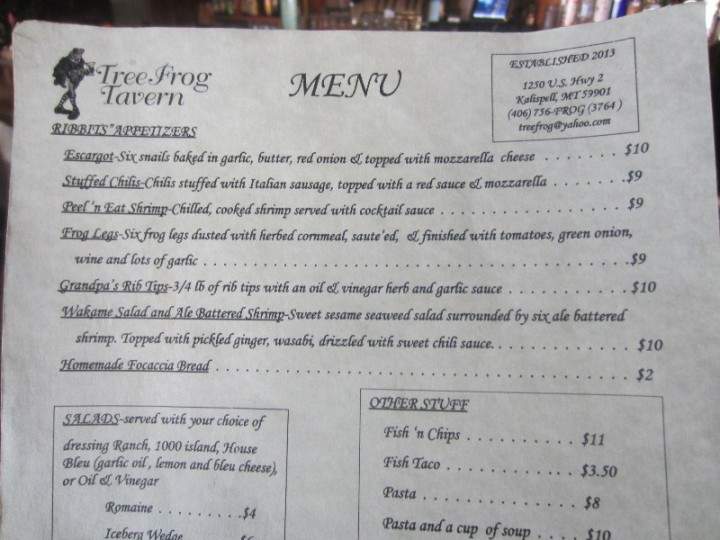 Tree Frog
Tavern
MENU
ESTABLISHED 2013
1250 U.S. Hwy 2
Kalispell, MT 59901
(406) 756-FROG (3764 )
treefrog@yahoo.com
RIBBITS" APPETIZERS
Escargot-Six snails baked in garlic, butter, red onion & topped with mozzarella cheese . . . . . . . $10
Stuffed Chilis-Chilis stuffed with Italian sausage, topped with a red sauce & mozzarella . . . . . . . $9
Peel 'n Eat Shrimp-Chilled, cooked shrimp served with cocktail sauce . . . . . . . . . . . . . . . . . . $9
Frog Legs-Six frog legs dusted with herbed cornmeal, saute'ed, & finished with tomatoes, green onion,
wine and lots of garlic . . . . . . . . . . . . . . . . . . . . . . . . . . . . . . . . . . . . . . . .$9
Grandpa's Rib Tips-3/4 lb of rib tips with an oil & vinegar herb and garlic sauce . . . . . . . . . . . $10
Wakame Salad and Ale Battered Shrimp-Sweet sesame seaweed salad surrounded by six ale battered
shrimp. Topped with pickled ginger, wasabi, drizzled with sweet chili sauce. . . . . . . . . . . . . $10
Homemade Focaccia Bread . . . . . . . . . . . . . . . . . . . . . . . . . . . . . . . . . . . . . . . $2
SALADS-served with your choice of
dressing Ranch, 1000 island, House
Bleu (garlic oil , lemon and bleu cheese),
or Oil & Vinegar
Romaine . . . . . . . . .$4
Iceberg Wedge
OTHER STUFF
Fish 'n Chips . . . . . . . . . . $11
Fish Taco . . . . . . . . . . . . $3.50
Pasta . . . . . . . . . . . . . . $8
Pasta and a cup of soup . . . . $10